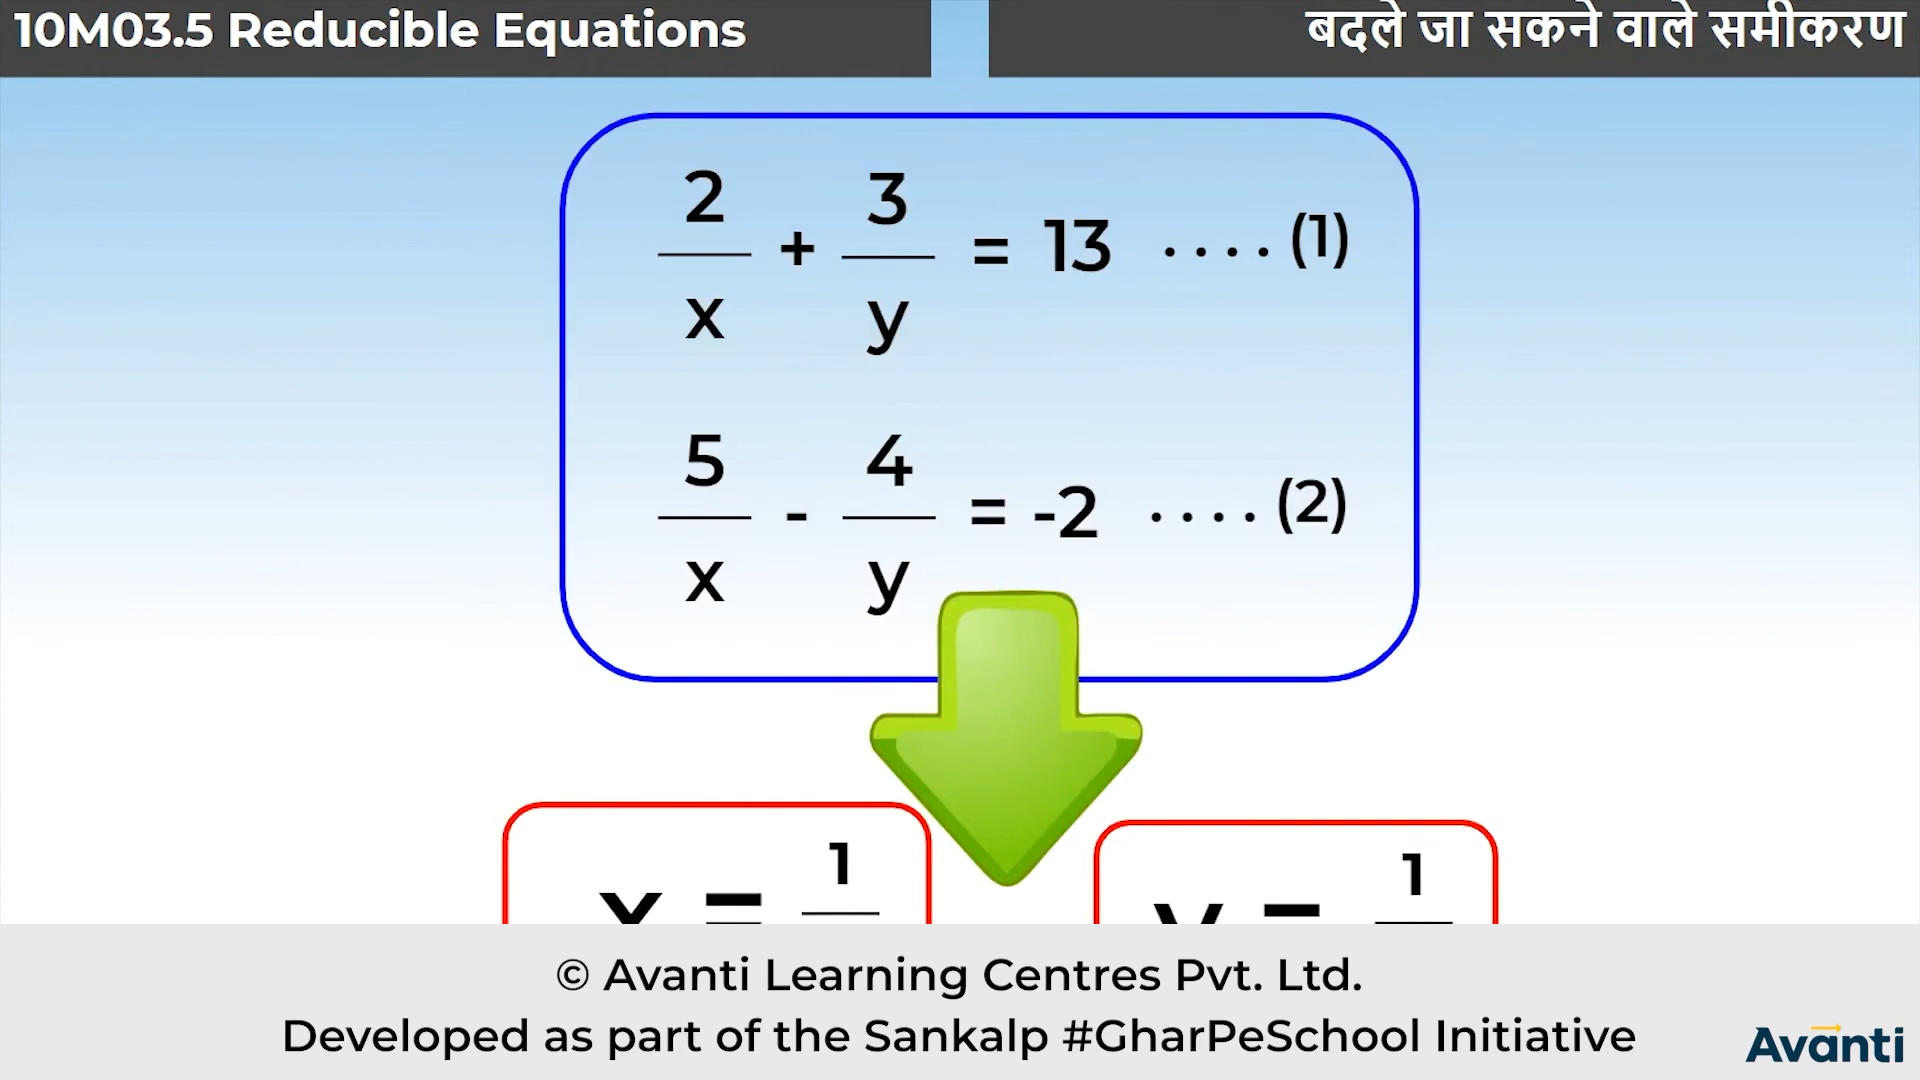 10M03.5 Reducible Equations
बदले जा सकने वाले समीकरण
2/x + 3/y = 13 ....(1)
5/x - 4/y = -2 ....(2)
x = 1
y = 1
© Avanti Learning Centres Pvt. Ltd.
Developed as part of the Sankalp #GharPeSchool Initiative
Avanti